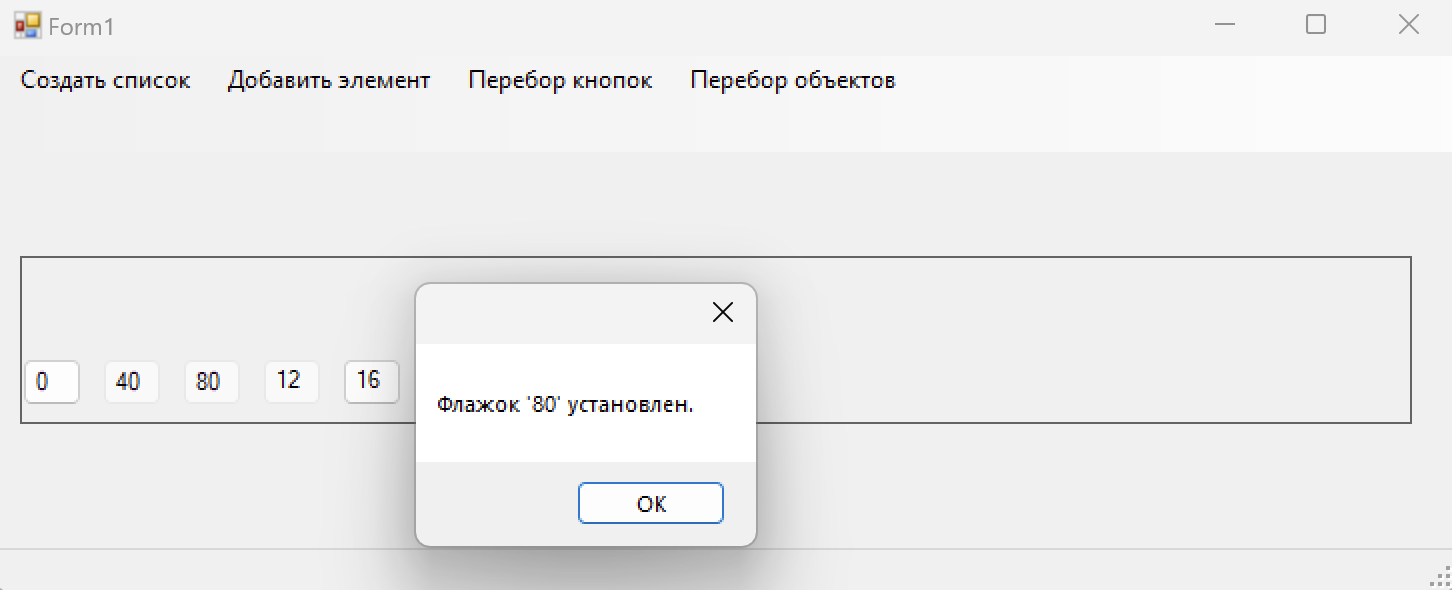 Form1
Создать список Добавить элемент Перебор кнопок Перебор объектов
0 40 80 12 16
Флажок '80' установлен.
OK